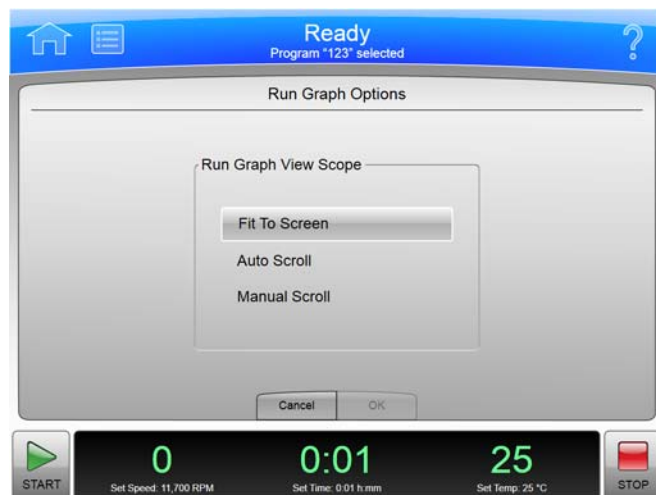 Ready
Program "123" selected
?
Run Graph Options
Run Graph View Scope
Fit To Screen
Auto Scroll
Manual Scroll
Cancel OK
START
0 0:01 25
Set Speed: 11,700 RPM Set Time: 0:01 h:mm Set Temp: 25 °C
STOP